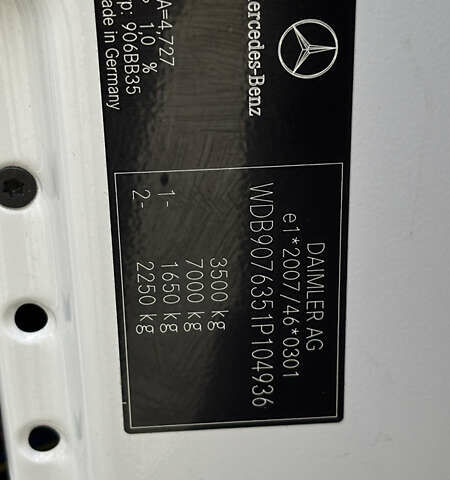 Mercedes-Benz
A=4,727
P 1,0 %
p: 906BB35
Made in Germany
DAIMLER AG
e1*2007/46*0301
WDB9076351P104936
3500 kg
7000 kg
1- 1650 kg
2- 2250 kg